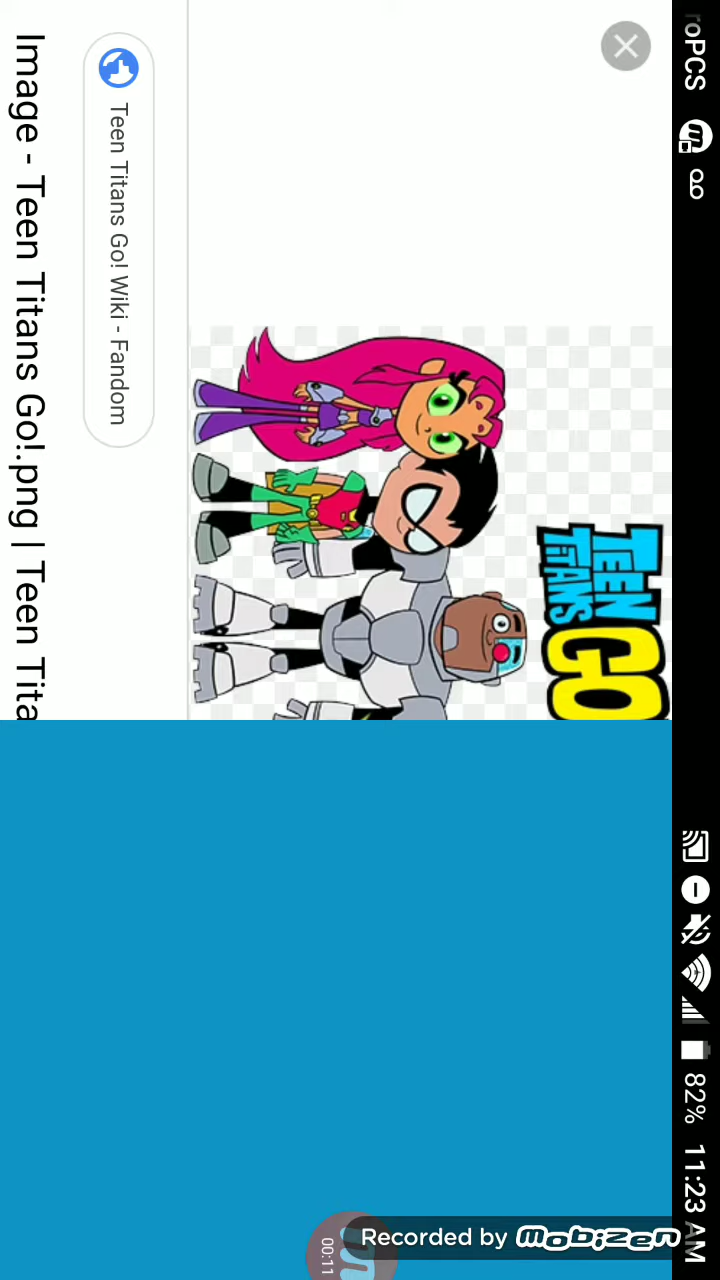 roPCS
82% 11:23 AM
TEEN
TITANS
GO
Teen Titans Go! Wiki - Fandom
Image - Teen Titans Go!.png | Teen Tita
Recorded by mobizen
00:11